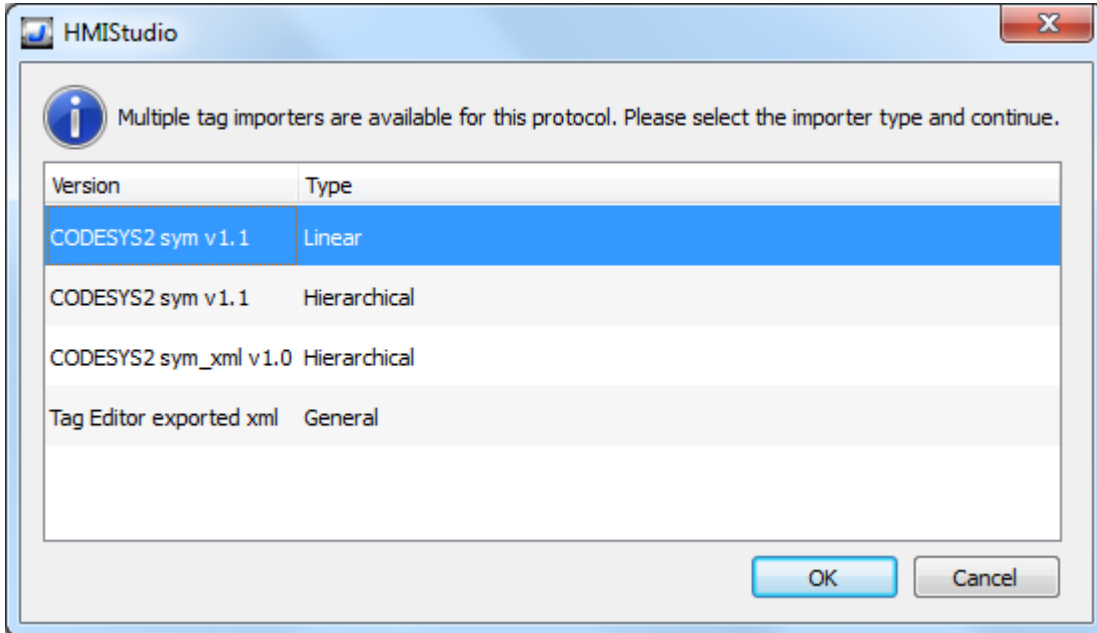 HMIStudio
Multiple tag importers are available for this protocol. Please select the importer type and continue.
Version Type
CODESYS2 sym v1.1 Linear
CODESYS2 sym v1.1 Hierarchical
CODESYS2 sym_xml v1.0 Hierarchical
Tag Editor exported xml General
OK Cancel